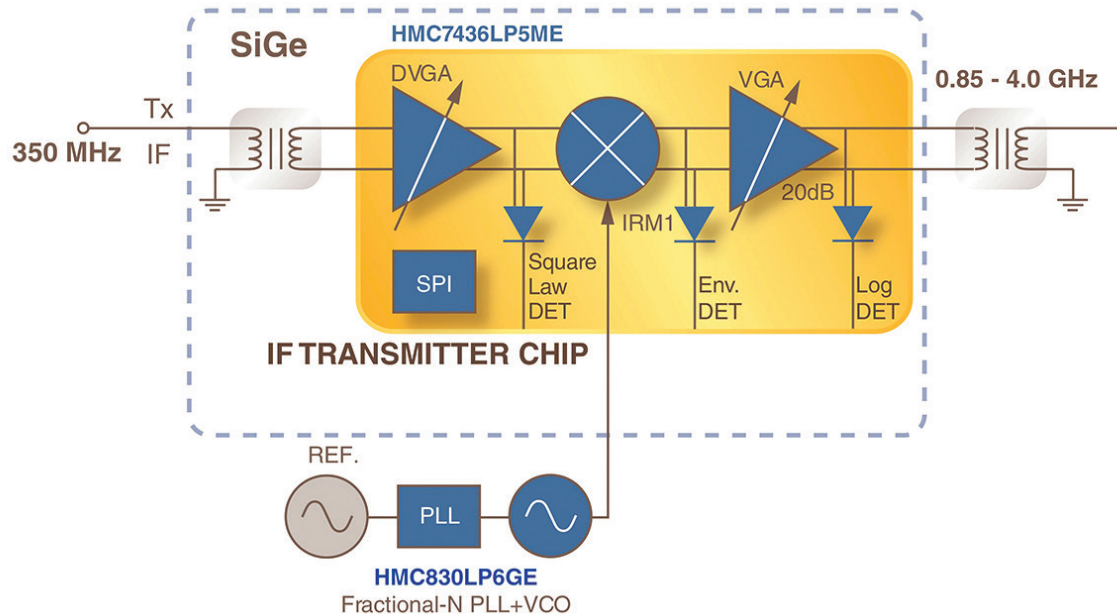 SiGe
HMC7436LP5ME
DVGA
VGA
0.85 - 4.0 GHz
Tx
350 MHz
IF
20dB
IRM1
SPI
Square
Law
DET
Env.
DET
Log
DET
IF TRANSMITTER CHIP
REF.
PLL
HMC830LP6GE
Fractional-N PLL+VCO